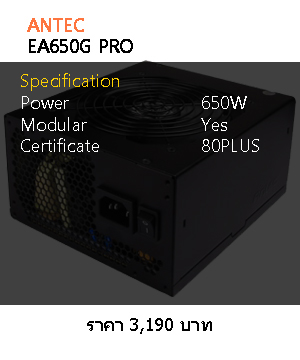 ANTEC
EA650G PRO
Specification
Power 650W
Modular Yes
Certificate 80PLUS
ราคา 3,190 บาท